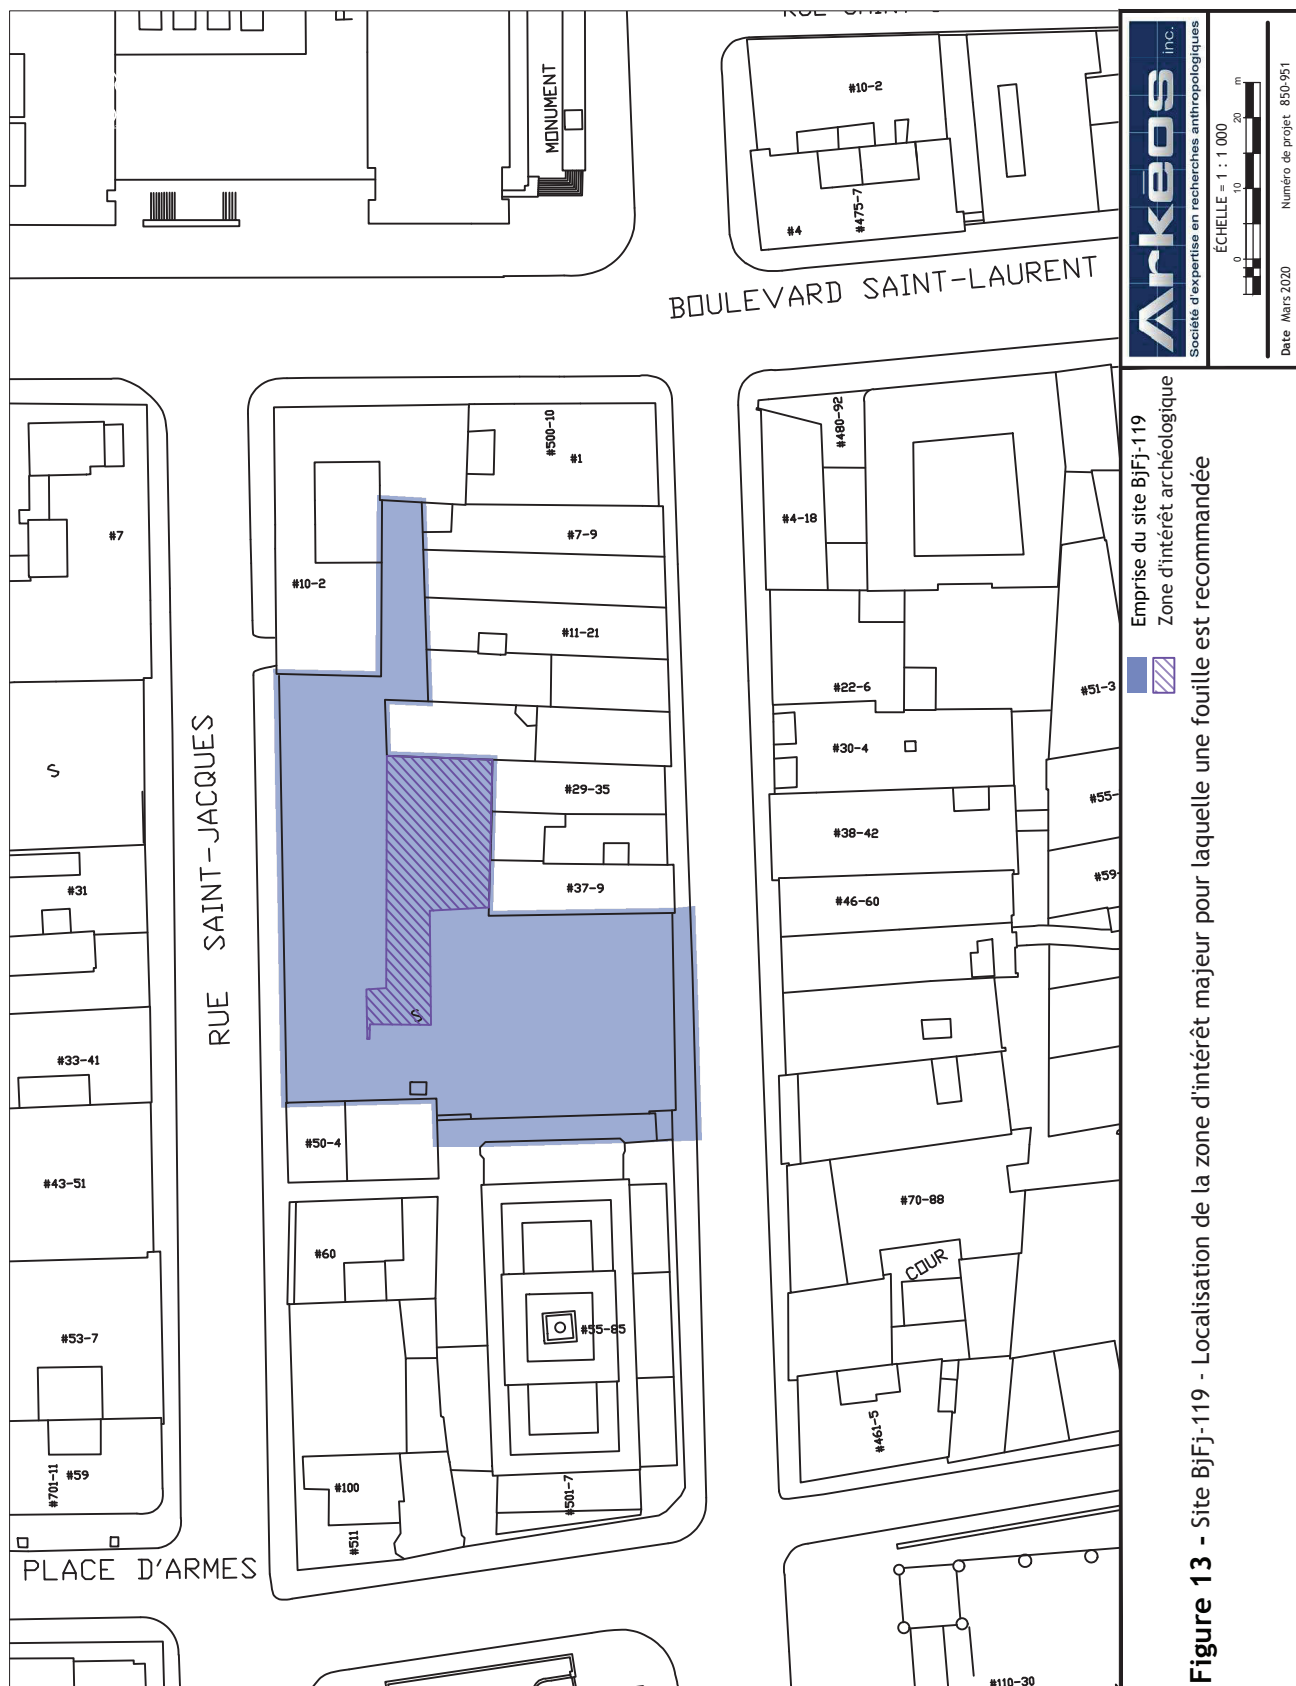 MONUMENT
#10-2
#4
#475-7
BOULEVARD SAINT-LAURENT
#7
#10-2
#500-10
#1
#7-9
#11-21
#480-92
#4-18
#22-6
#51-3
#30-4
#29-35
#55-
#38-42
#59-
#37-9
#46-60
S
#31
RUE SAINT-JACQUES
S
#33-41
#50-4
#43-51
#60
#70-88
COUR
#53-7
#55-85
#461-5
#701-11
#59
#100
#511
#501-7
PLACE D'ARMES
#110-30
Arkéos inc.
Société d'expertise en recherches anthropologiques
ÉCHELLE = 1 : 1 000
0 10 20 m
Date Mars 2020 Numéro de projet 850-951
Emprise du site BjFj-119
Zone d'intérêt archéologique
Figure 13 - Site BjFj-119 - Localisation de la zone d'intérêt majeur pour laquelle une fouille est recommandée